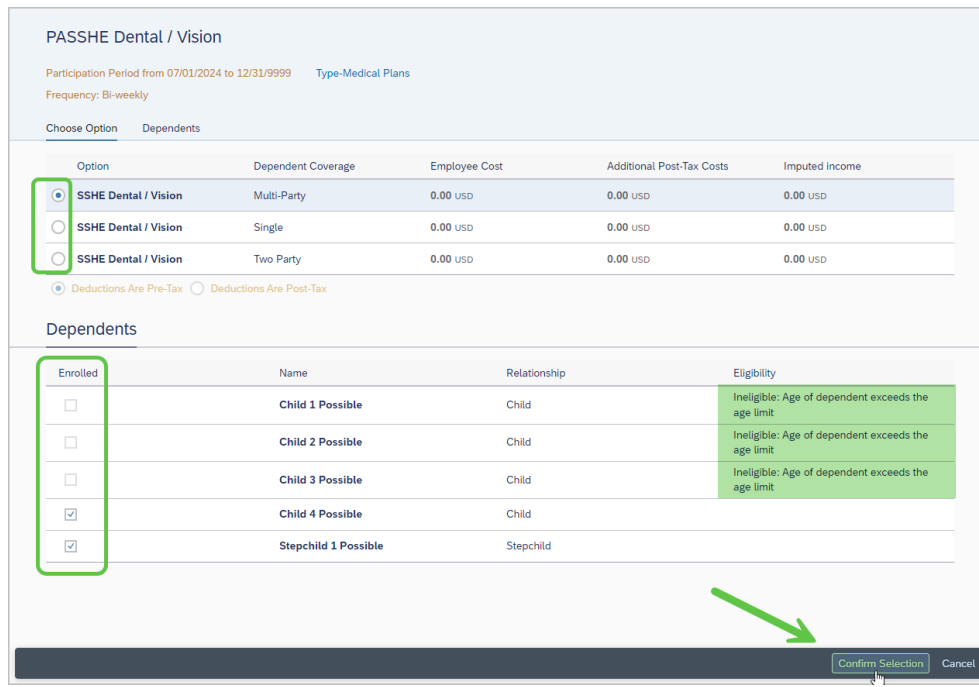 PASSHE Dental / Vision
Participation Period from 07/01/2024 to 12/31/9999 Type-Medical Plans
Frequency: Bi-weekly
Choose Option Dependents
Option Dependent Coverage Employee Cost Additional Post-Tax Costs Imputed income
SSHE Dental / Vision Multi-Party 0.00 USD 0.00 USD 0.00 USD
SSHE Dental / Vision Single 0.00 USD 0.00 USD 0.00 USD
SSHE Dental / Vision Two Party 0.00 USD 0.00 USD 0.00 USD
Deductions Are Pre-Tax Deductions Are Post-Tax
Dependents
Enrolled Name Relationship Eligibility
Child 1 Possible Child Ineligible: Age of dependent exceeds the
age limit
Child 2 Possible Child Ineligible: Age of dependent exceeds the
age limit
Child 3 Possible Child Ineligible: Age of dependent exceeds the
age limit
Child 4 Possible Child
Stepchild 1 Possible Stepchild
Confirm Selection Cancel